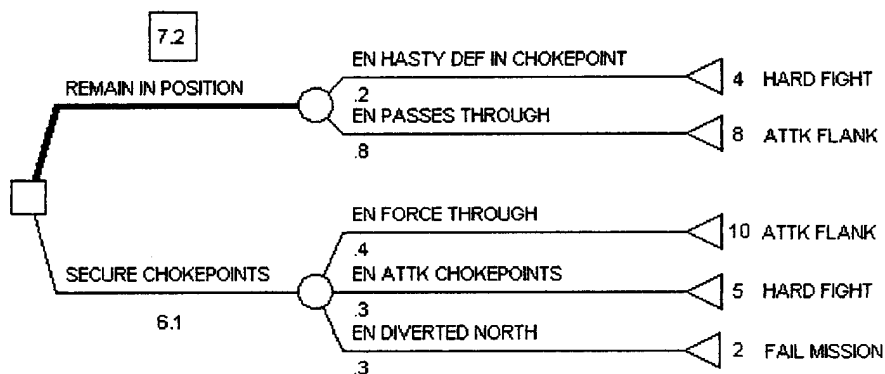 7.2
EN HASTY DEF IN CHOKEPOINT
4 HARD FIGHT
REMAIN IN POSITION
.2
EN PASSES THROUGH
8 ATTK FLANK
.8
EN FORCE THROUGH
10 ATTK FLANK
.4
SECURE CHOKEPOINTS
EN ATTK CHOKEPOINTS
5 HARD FIGHT
6.1
.3
EN DIVERTED NORTH
2 FAIL MISSION
.3